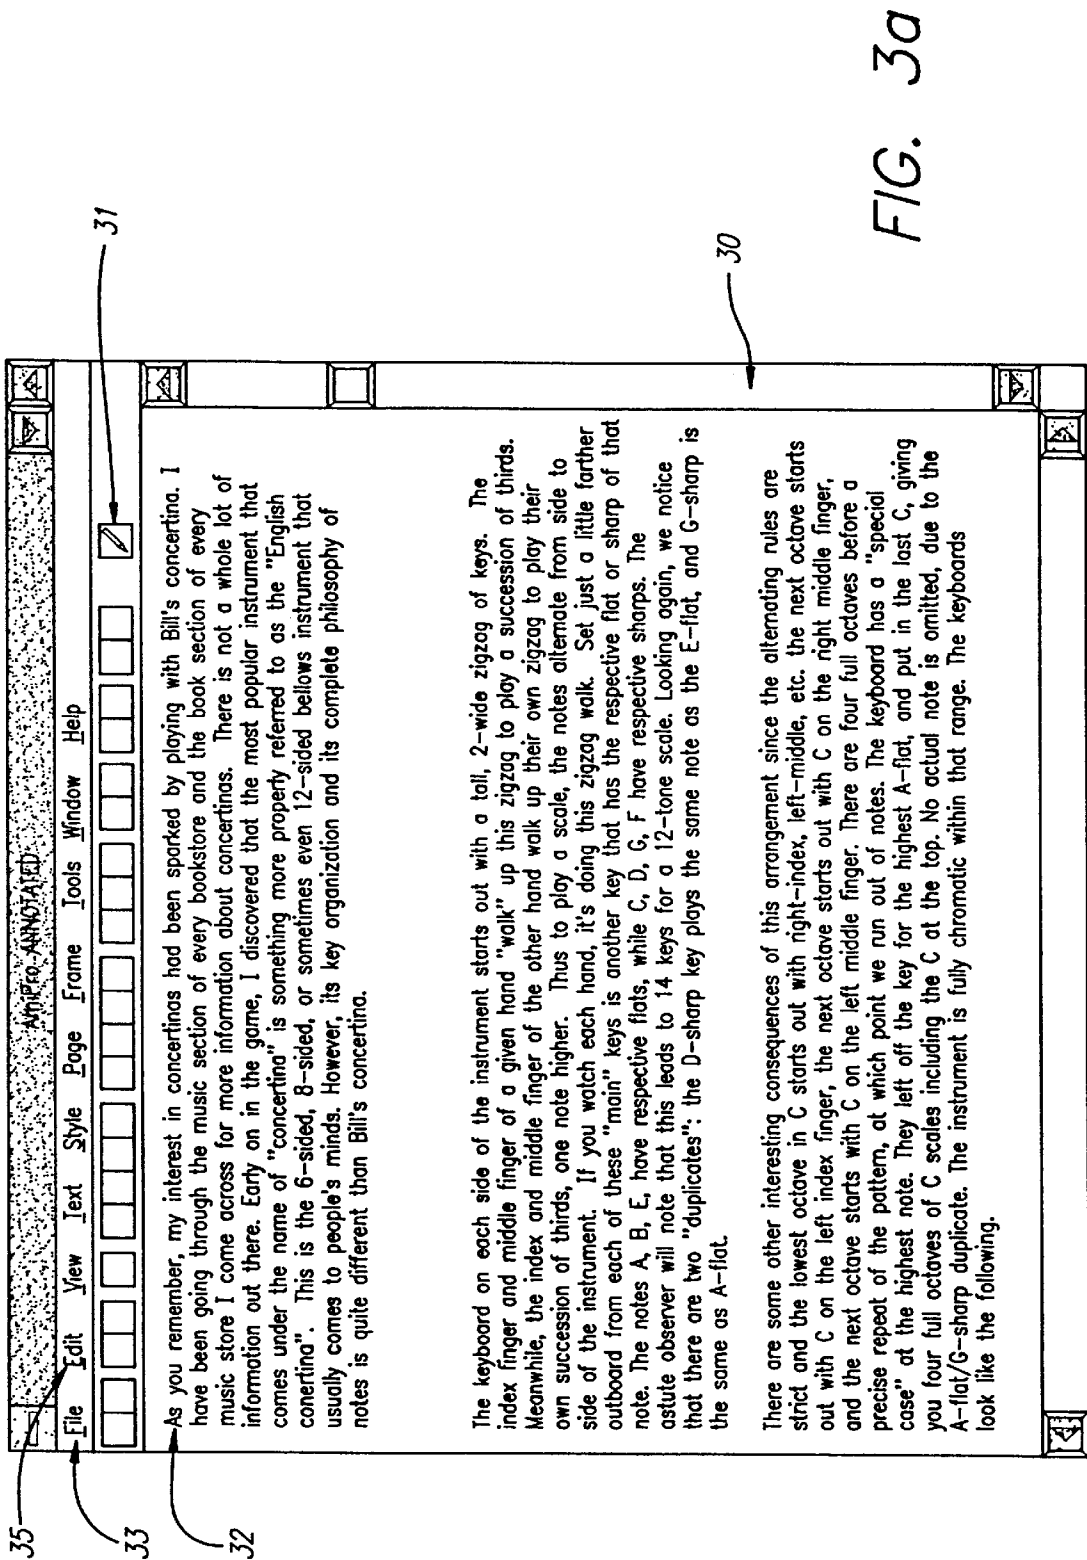 AmiPro-ANNOTATED
File Edit View Text Style Page Frame Tools Window Help
As you remember, my interest in concertinas had been sparked by playing with Bill's concertina. I
have been going through the music section of every bookstore and the book section of every
music store I come across for more information about concertinas. There is not a whole lot of
information out there. Early on in the game, I discovered that the most popular instrument that
comes under the name of "concertina" is something more properly referred to as the "English
conertina". This is the 6-sided, 8-sided, or sometimes even 12-sided bellows instrument that
usually comes to people's minds. However, its key organization and its complete philosophy of
notes is quite different than Bill's concertina.
The keyboard on each side of the instrument starts out with a tall, 2-wide zigzag of keys. The
index finger and middle finger of a given hand "walk" up this zigzag to play a succession of thirds.
Meanwhile, the index and middle finger of the other hand walk up their own zigzag to play their
own succession of thirds, one note higher. Thus to play a scale, the notes alternate from side to
side of the instrument. If you watch each hand, it's doing this zigzag walk. Set just a little farther
outboard from each of these "main" keys is another key that has the respective flat or sharp of that
note. The notes A, B, E, have respective flats, while C, D, G, F have respective sharps. The
astute observer will note that this leads to 14 keys for a 12-tone scale. Looking again, we notice
that there are two "duplicates": the D-sharp key plays the same note as the E-flat, and G-sharp is
the same as A-flat.
There are some other interesting consequences of this arrangement since the alternating rules are
strict and the lowest octave in C starts out with right-index, left-middle, etc. the next octave starts
out with C on the left index finger, the next octave starts out with C on the right middle finger,
and the next octave starts with C on the left middle finger. There are four full octaves before a
precise repeat of the pattern, at which point we run out of notes. The keyboard has a "special
case" at the highest note. They left off the key for the highest A-flat, and put in the last C, giving
you four full octaves of C scales including the C at the top. No actual note is omitted, due to the
A-flat/G-sharp duplicate. The instrument is fully chromatic within that range. The keyboards
look like the following.
35
33
32
31
30
FIG. 3a